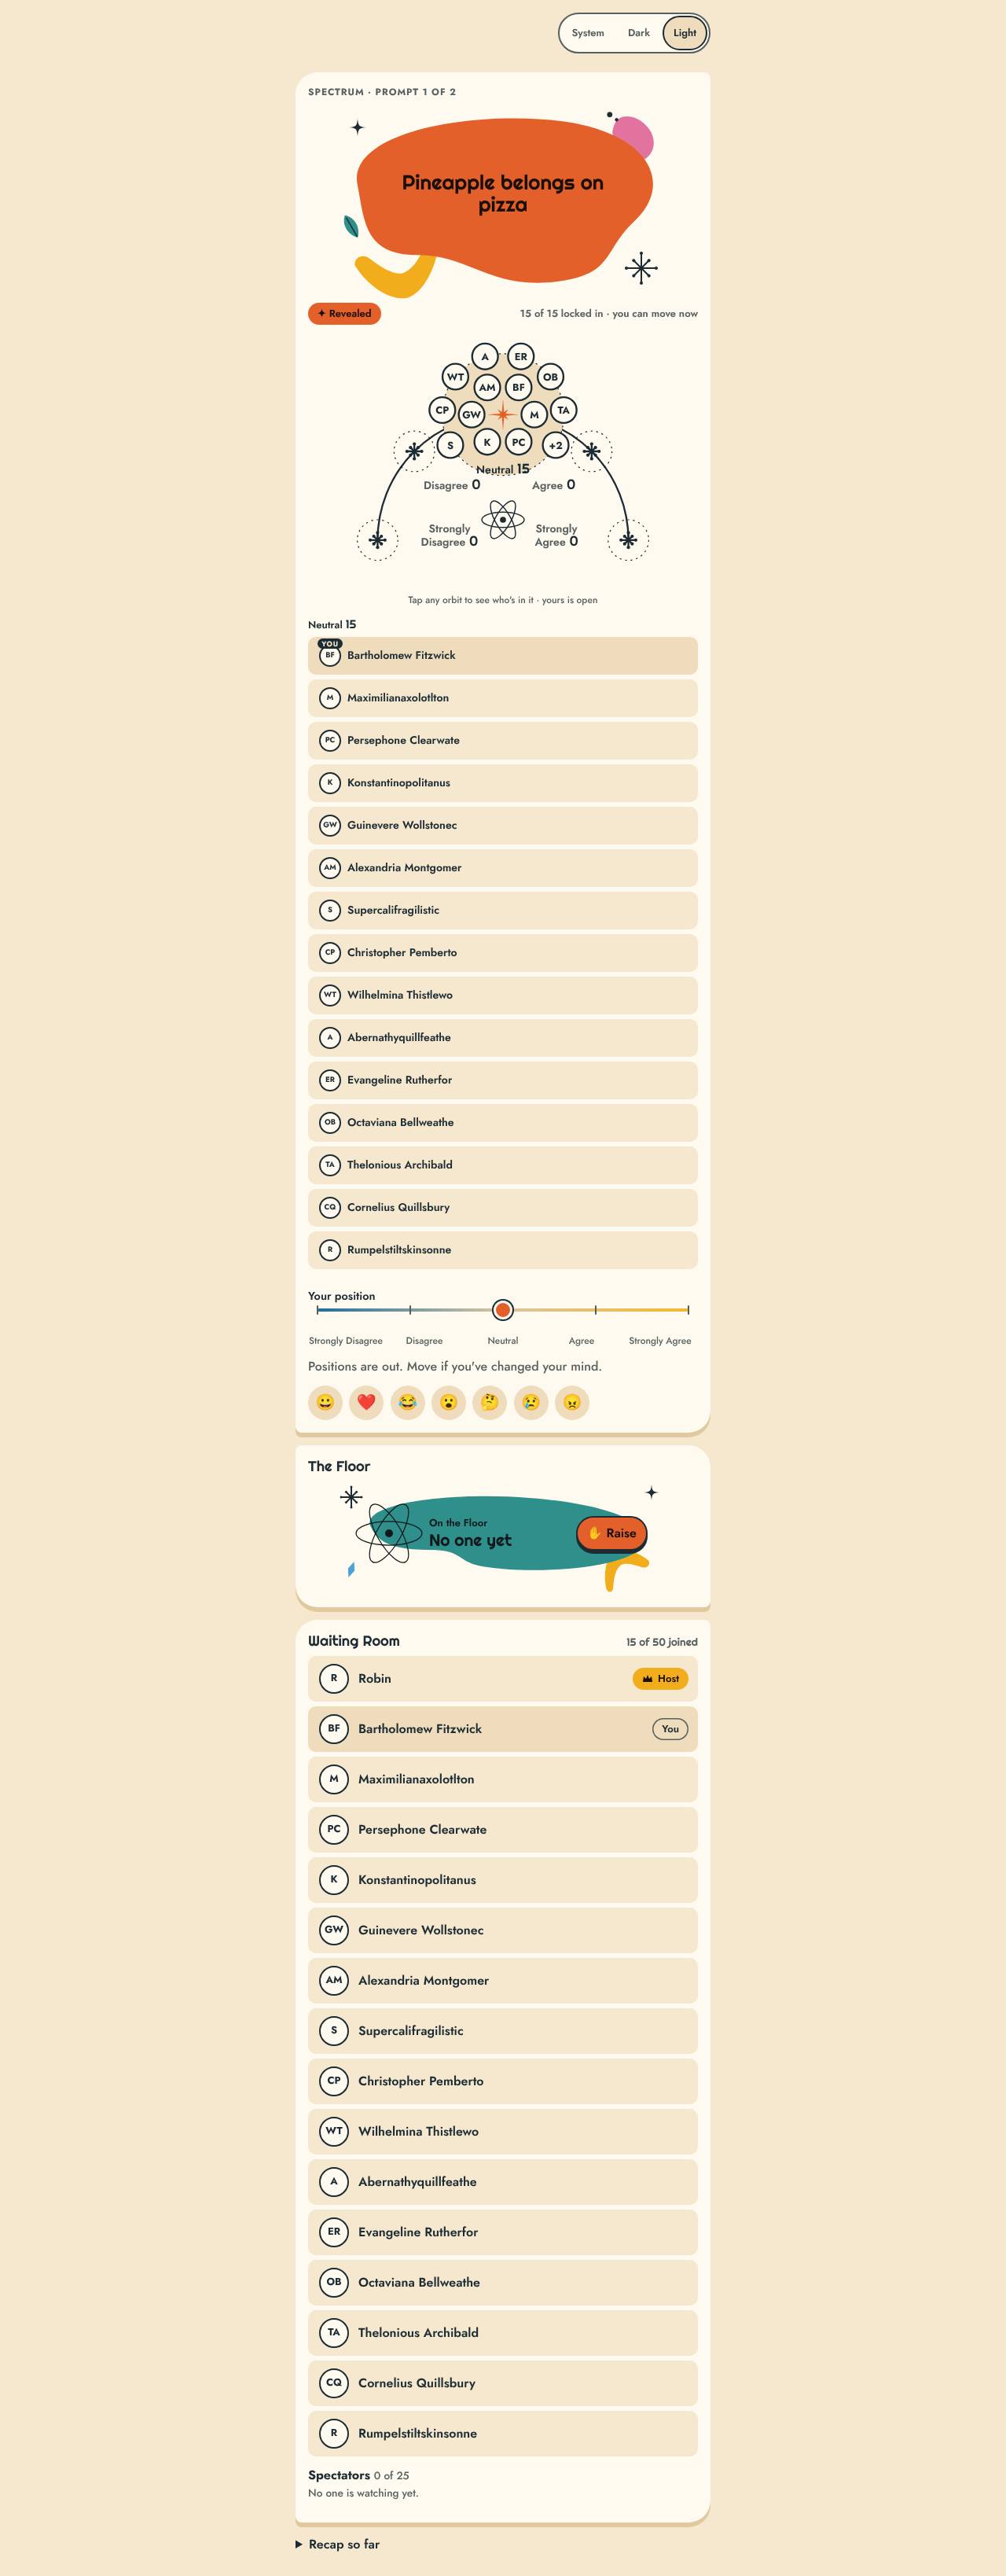 System Dark Light
SPECTRUM · PROMPT 1 OF 2
Pineapple belongs on
pizza
✦ Revealed
15 of 15 locked in · you can move now
A ER
WT OB
AM BF
CP GW M TA
S K PC +2
Neutral 15
Disagree 0 Agree 0
Strongly
Disagree 0
Strongly
Agree 0
Tap any orbit to see who's in it · yours is open
Neutral 15
YOU
BF Bartholomew Fitzwick
M Maximilianaxolotlton
PC Persephone Clearwate
K Konstantinopolitanus
GW Guinevere Wollstonec
AM Alexandria Montgomer
S Supercalifragilistic
CP Christopher Pemberto
WT Wilhelmina Thistlewo
A Abernathyquillfeathe
ER Evangeline Rutherfor
OB Octaviana Bellweathe
TA Thelonious Archibald
CQ Cornelius Quillsbury
R Rumpelstiltskinsonne
Your position
Strongly Disagree Disagree Neutral Agree Strongly Agree
Positions are out. Move if you've changed your mind.
The Floor
On the Floor
No one yet
✋ Raise
Waiting Room 15 of 50 joined
R Robin Host
BF Bartholomew Fitzwick You
M Maximilianaxolotlton
PC Persephone Clearwate
K Konstantinopolitanus
GW Guinevere Wollstonec
AM Alexandria Montgomer
S Supercalifragilistic
CP Christopher Pemberto
WT Wilhelmina Thistlewo
A Abernathyquillfeathe
ER Evangeline Rutherfor
OB Octaviana Bellweathe
TA Thelonious Archibald
CQ Cornelius Quillsbury
R Rumpelstiltskinsonne
Spectators 0 of 25
No one is watching yet.
▶ Recap so far